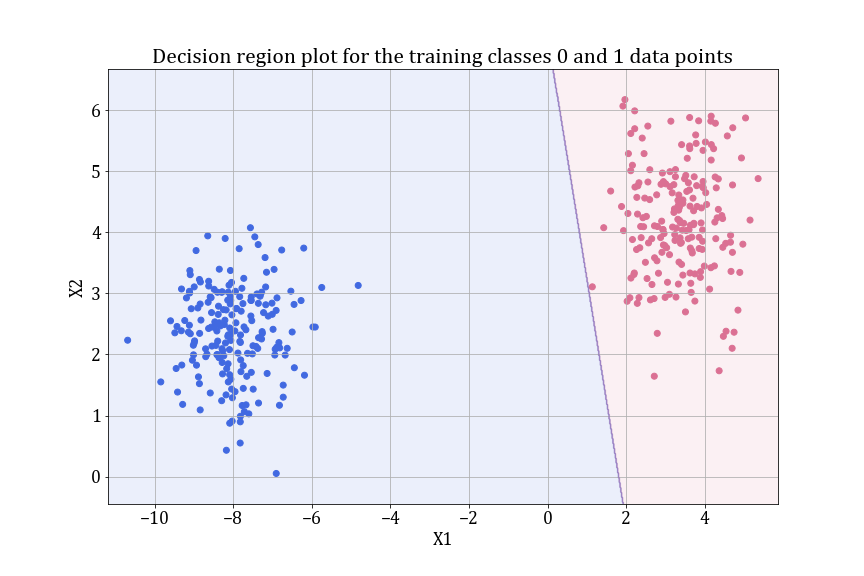 Decision region plot for the training classes 0 and 1 data points
6
5
4
3
2
1
0
X2
−10 −8 −6 −4 −2 0 2 4
X1